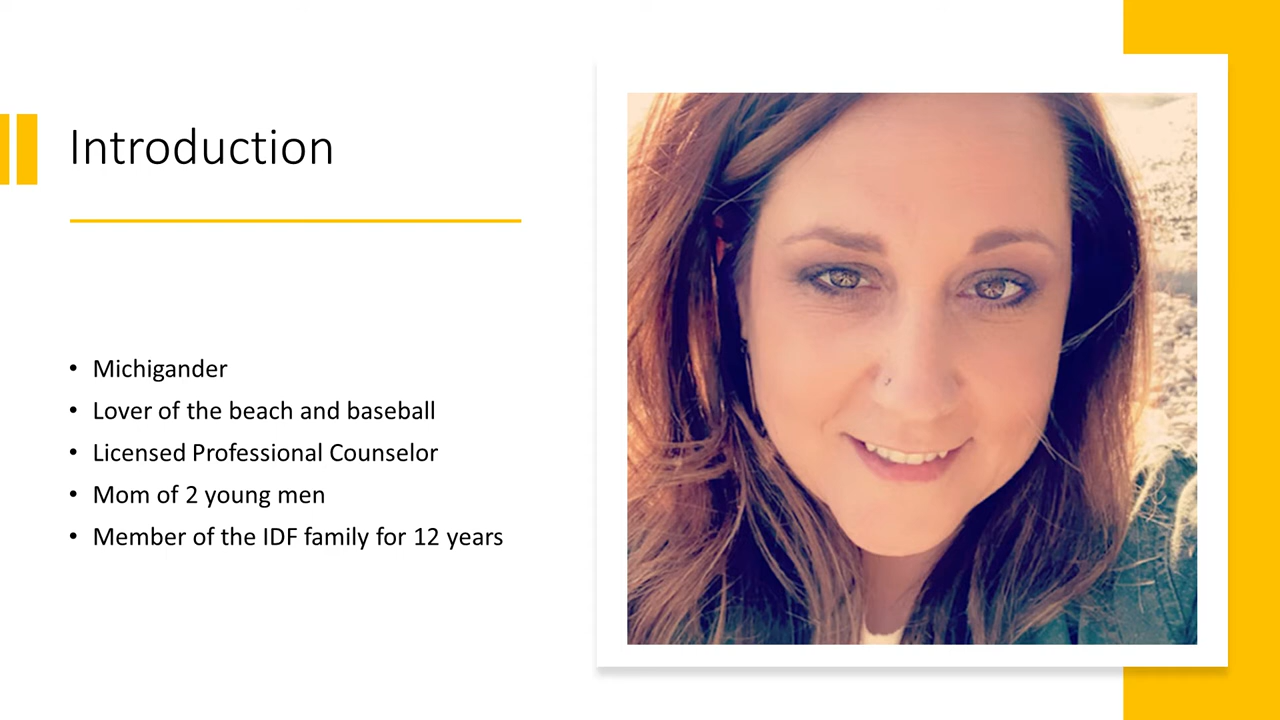 Introduction
• Michigander
• Lover of the beach and baseball
• Licensed Professional Counselor
• Mom of 2 young men
• Member of the IDF family for 12 years